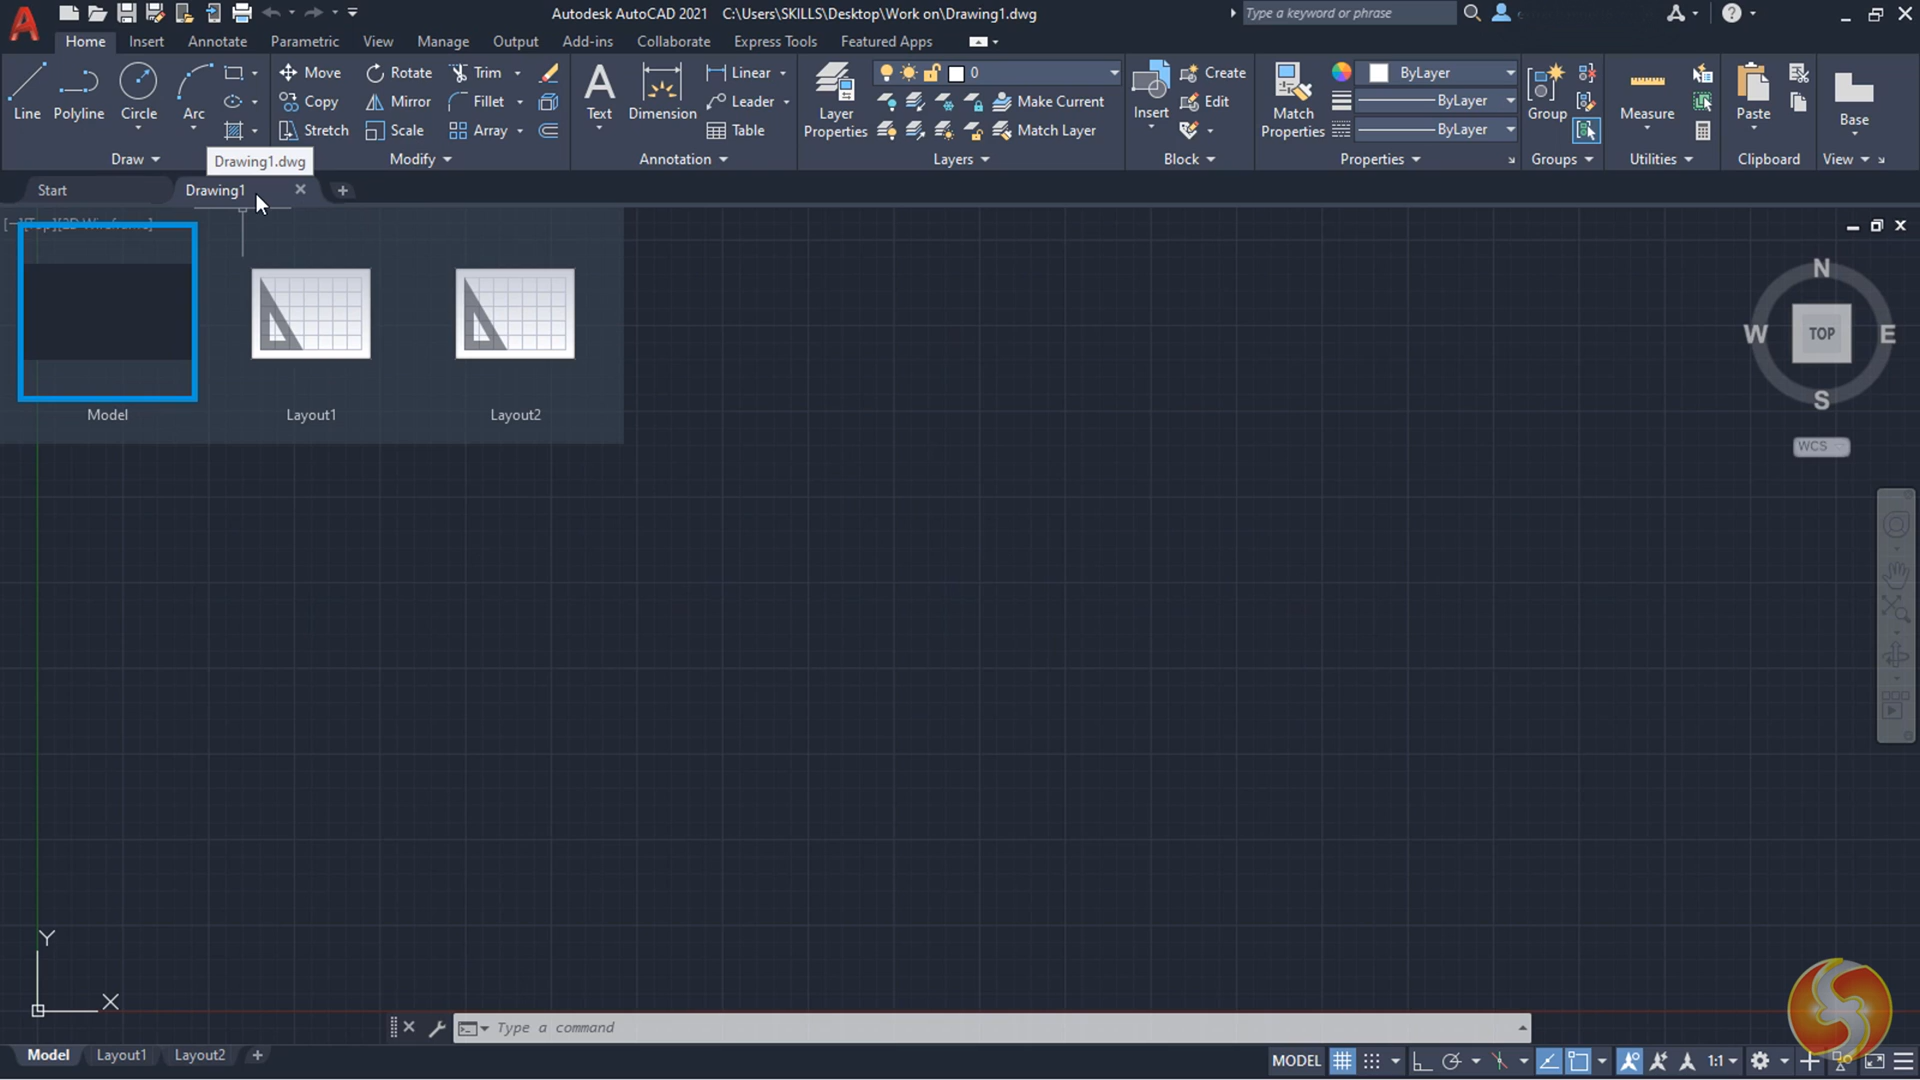 Autodesk AutoCAD 2021 C:\Users\SKILLS\Desktop\Work on\Drawing1.dwg
Type a keyword or phrase
Home Insert Annotate Parametric View Manage Output Add-ins Collaborate Express Tools Featured Apps
Line Polyline Circle Arc
Move Rotate Trim
Copy Mirror Fillet
Stretch Scale Array
Text Dimension
Linear
Leader
Table
Layer Properties
0
Make Current
Match Layer
Insert
Create
Edit
Match Properties
ByLayer
ByLayer
ByLayer
Group
Measure
Paste
Base
Draw Modify Annotation Layers Block Properties Groups Utilities Clipboard View
Drawing1.dwg
Start Drawing1
Model Layout1 Layout2
N
W TOP E
S
WCS
Y
X
Type a command
Model Layout1 Layout2
MODEL 1:1